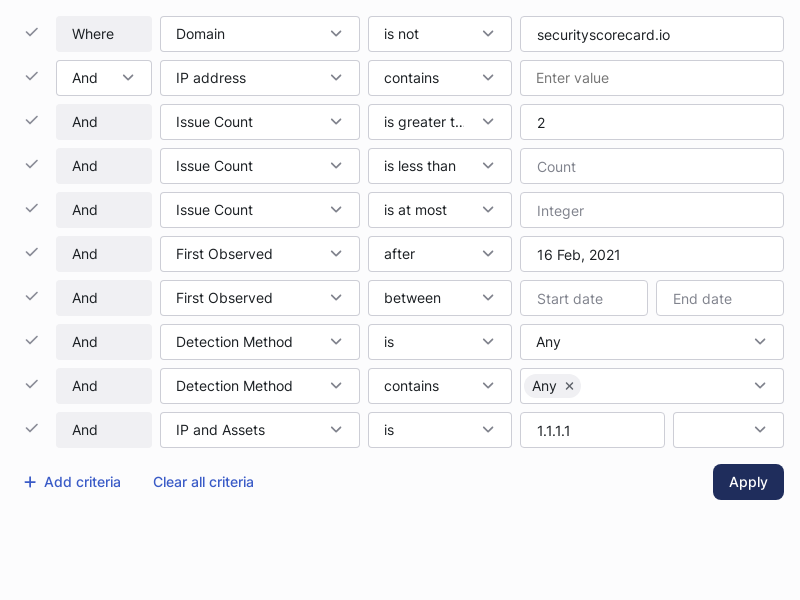 Where Domain is not securityscorecard.io
And IP address contains Enter value
And Issue Count is greater t... 2
And Issue Count is less than Count
And Issue Count is at most Integer
And First Observed after 16 Feb, 2021
And First Observed between Start date End date
And Detection Method is Any
And Detection Method contains Any
And IP and Assets is 1.1.1.1
Add criteria Clear all criteria Apply